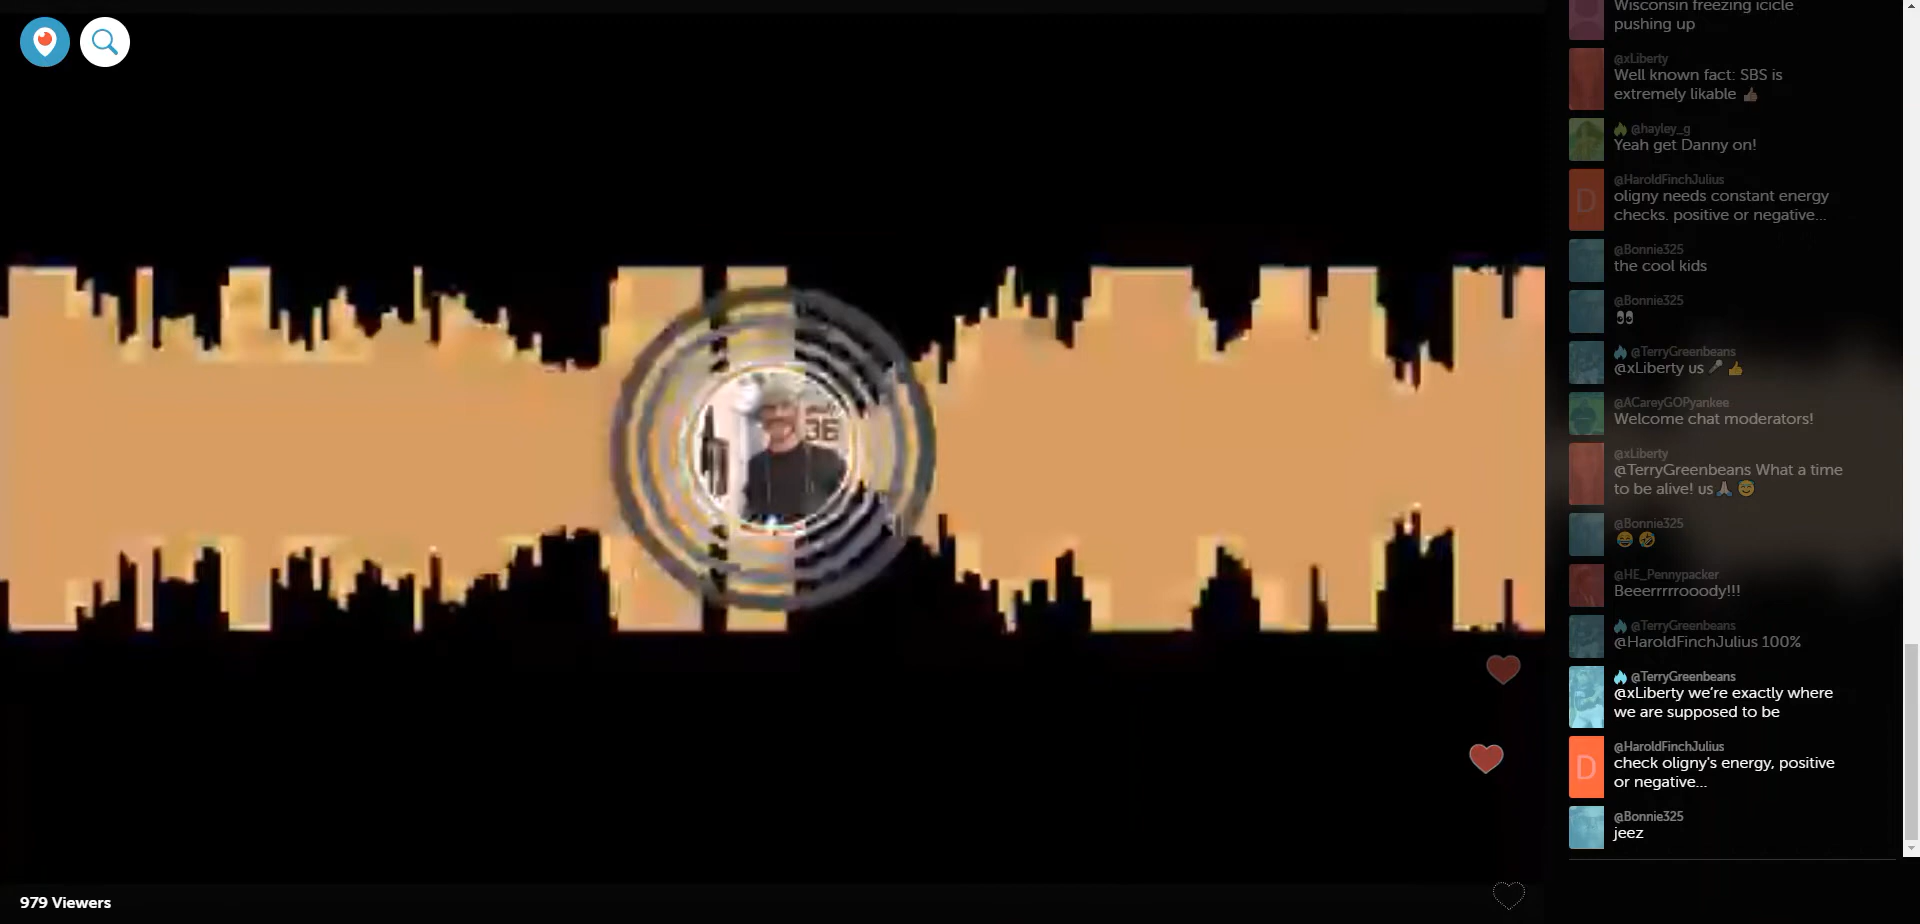 Wisconsin freezing icicle
pushing up
@xLiberty
Well known fact: SBS is
extremely likable
@hayley_g
Yeah get Danny on!
@HaroldFinchJulius
D
oligny needs constant energy
checks. positive or negative...
@Bonnie325
the cool kids
@Bonnie325
@TerryGreenbeans
@xLiberty us
@ACareyGOPyankee
Welcome chat moderators!
@xLiberty
@TerryGreenbeans What a time
to be alive! us
@Bonnie325
@HE_Pennypacker
Beeerrrrrooody!!!
@TerryGreenbeans
@HaroldFinchJulius 100%
@TerryGreenbeans
@xLiberty we're exactly where
we are supposed to be
@HaroldFinchJulius
D
check oligny's energy, positive
or negative...
@Bonnie325
jeez
36
979 Viewers